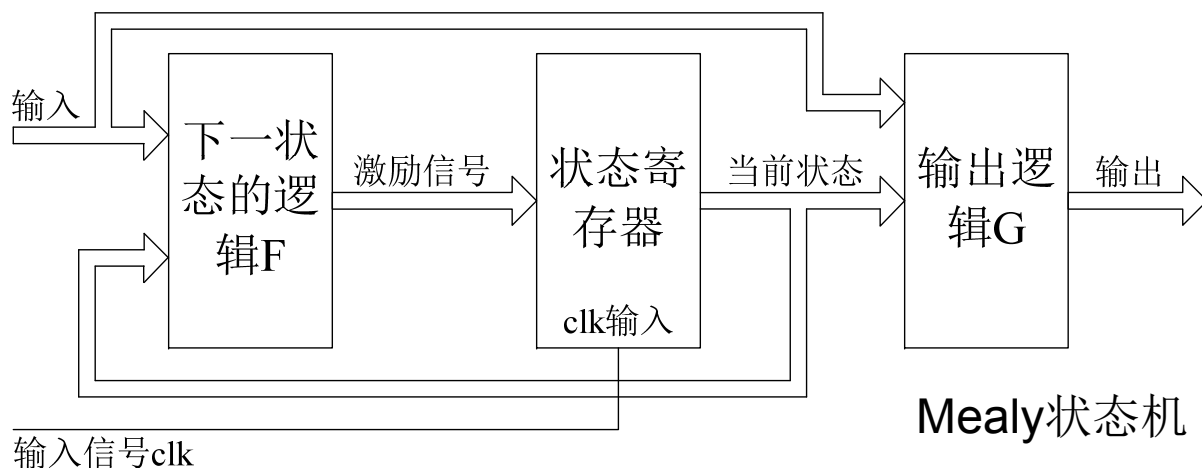 输入
下一状
态的逻
辑F
激励信号
状态寄
存器
clk输入
当前状态
输出逻
辑G
输出
输入信号clk
Mealy状态机